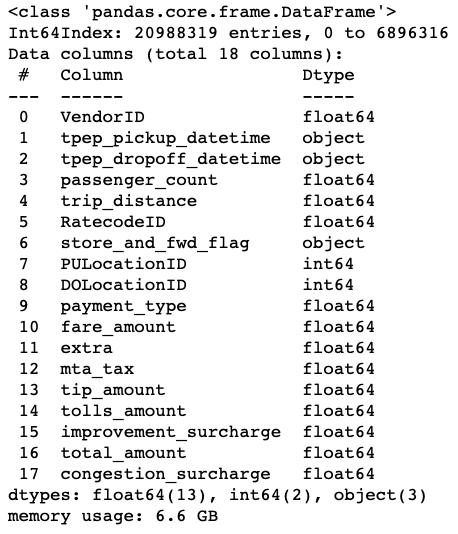 <class 'pandas.core.frame.DataFrame'>
Int64Index: 20988319 entries, 0 to 6896316
Data columns (total 18 columns):
 #   Column                 Dtype
---  ------                 -----
 0   VendorID               float64
 1   tpep_pickup_datetime   object
 2   tpep_dropoff_datetime  object
 3   passenger_count        float64
 4   trip_distance          float64
 5   RatecodeID             float64
 6   store_and_fwd_flag     object
 7   PULocationID           int64
 8   DOLocationID           int64
 9   payment_type           float64
 10  fare_amount            float64
 11  extra                  float64
 12  mta_tax                float64
 13  tip_amount             float64
 14  tolls_amount           float64
 15  improvement_surcharge  float64
 16  total_amount           float64
 17  congestion_surcharge   float64
dtypes: float64(13), int64(2), object(3)
memory usage: 6.6 GB